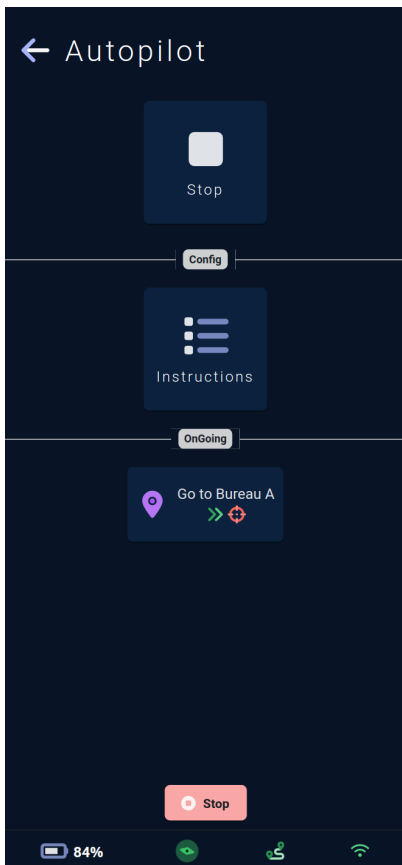 Autopilot
Stop
Config
Instructions
OnGoing
Go to Bureau A
Stop
84%